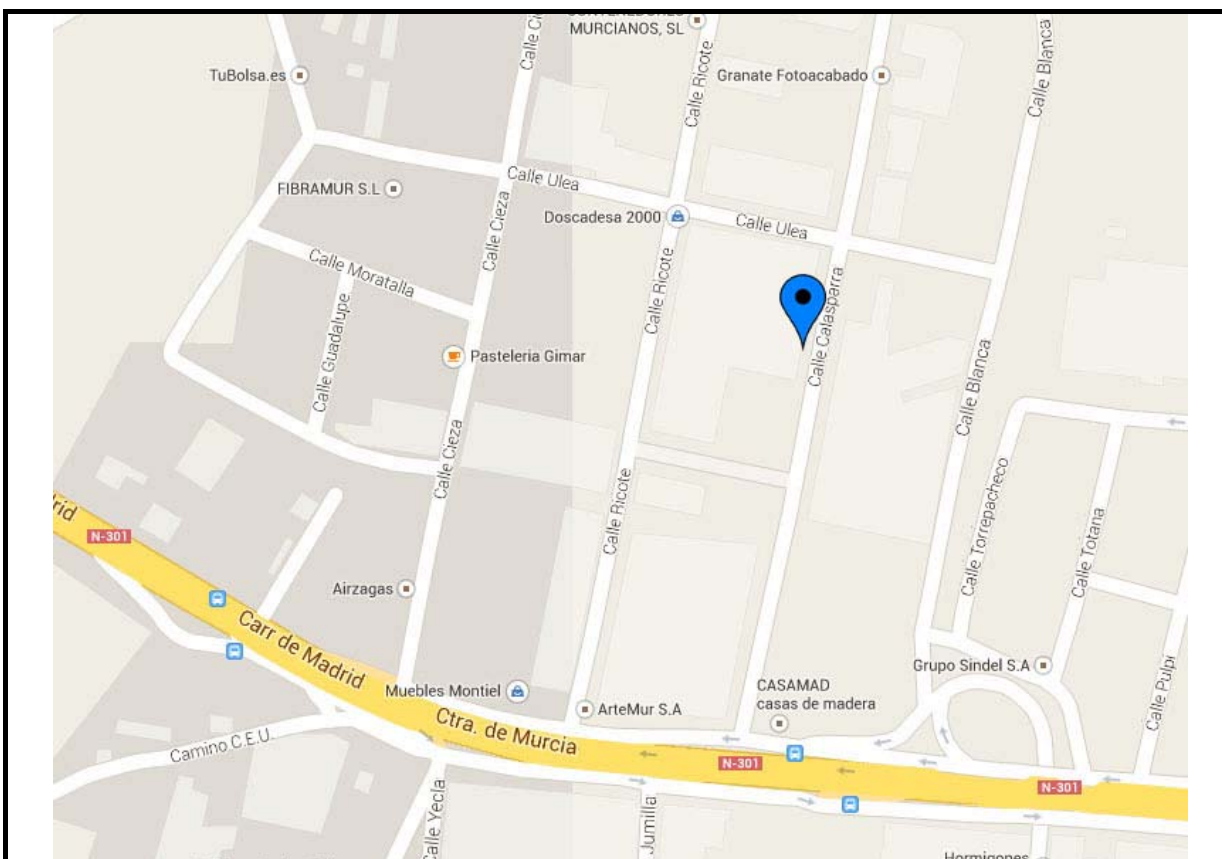 MURCIANOS, SL
TuBolsa.es
Granate Fotoacabado
Calle Ricote
Calle Blanca
Calle Ulea
FIBRAMUR S.L
Doscadesa 2000
Calle Ulea
Calle Cieza
Calle Moratalla
Calle Ricote
Calle Calasparra
Calle Guadalupe
Pasteleria Gimar
Calle Blanca
Calle Cieza
Calle Ricote
Calle Torrepacheco
Calle Totana
N-301
Airzagas
Carr de Madrid
Grupo Sindel S.A
Calle Pulpi
Muebles Montiel
ArteMur S.A
CASAMAD
casas de madera
Ctra. de Murcia
Camino C.E.U.
N-301
N-301
Calle Yecla
Jumilla
Hormigones